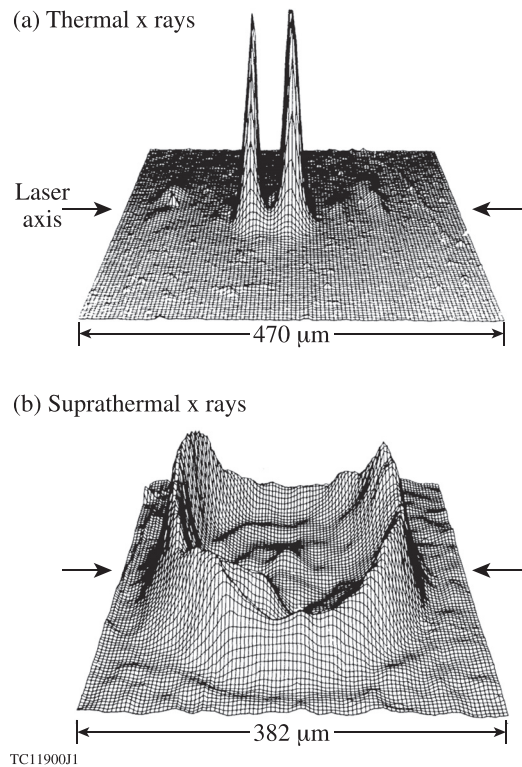 (a) Thermal x rays
Laser
axis
470 µm
(b) Suprathermal x rays
382 µm
TC11900J1